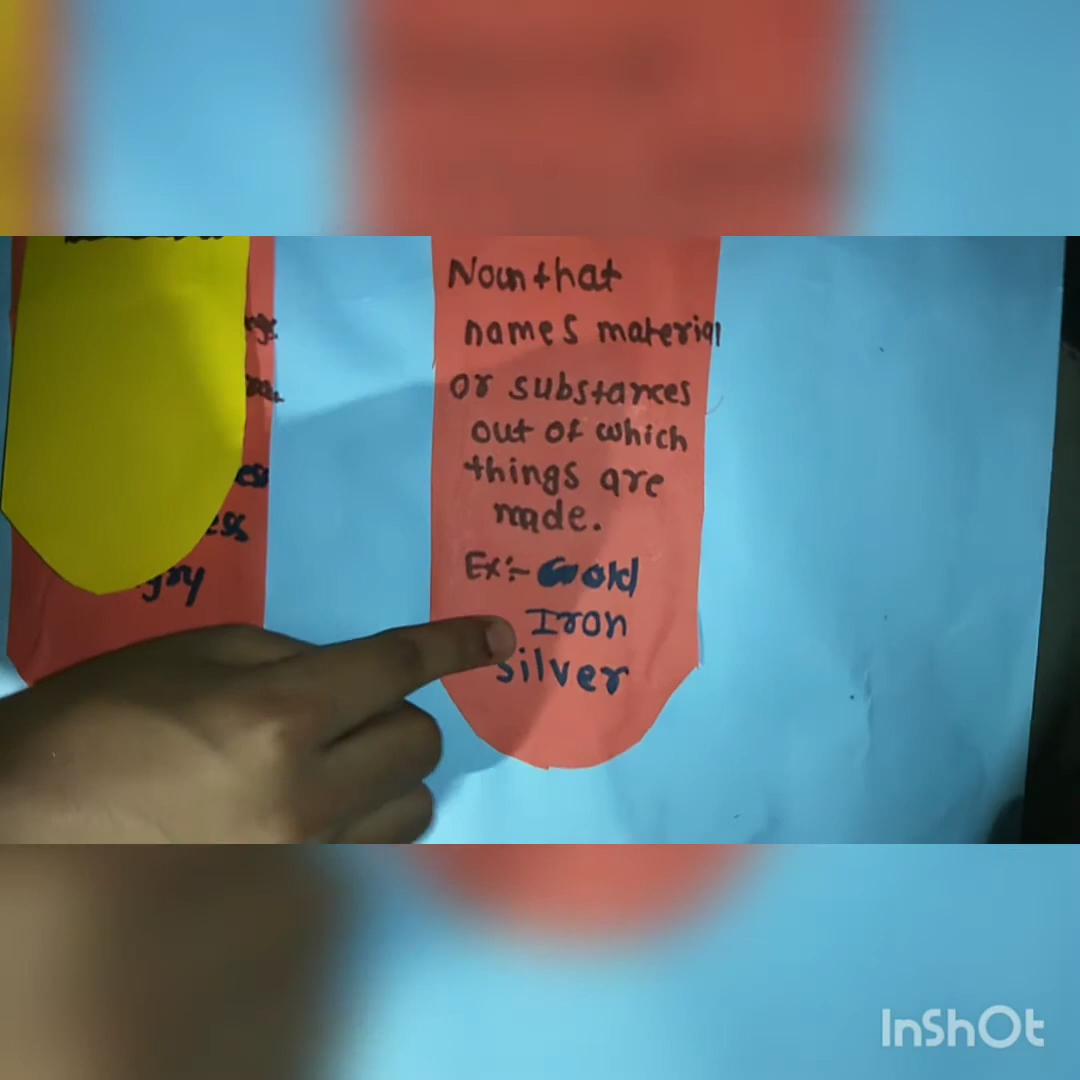 Noun that
names material
or substances
out of which
things are
made.
Ex:- Gold
Iron
Silver
InShOt